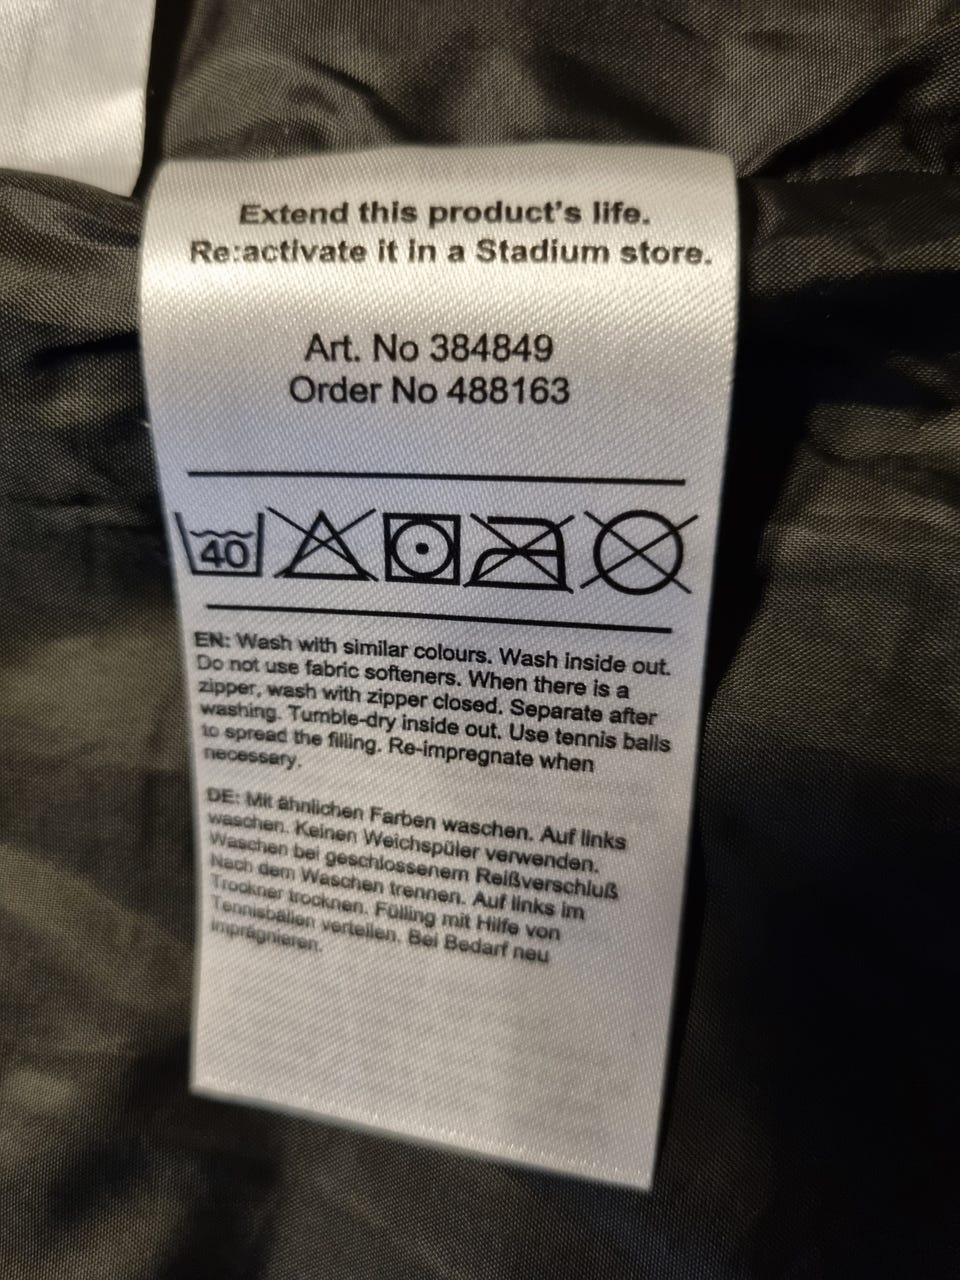 Extend this product's life.
Re:activate it in a Stadium store.
Art. No 384849
Order No 488163
40
EN: Wash with similar colours. Wash inside out.
Do not use fabric softeners. When there is a
zipper, wash with zipper closed. Separate after
washing. Tumble-dry inside out. Use tennis balls
to spread the filling. Re-impregnate when
necessary.
DE: Mit ähnlichen Farben waschen. Auf links
waschen. Keinen Weichspüler verwenden.
Waschen bei geschlossenem Reißverschluß
Nach dem Waschen trennen. Auf links im
Trockner trocknen. Fülling mit Hilfe von
Tennisbällen verteilen. Bei Bedarf neu
imprägnieren.